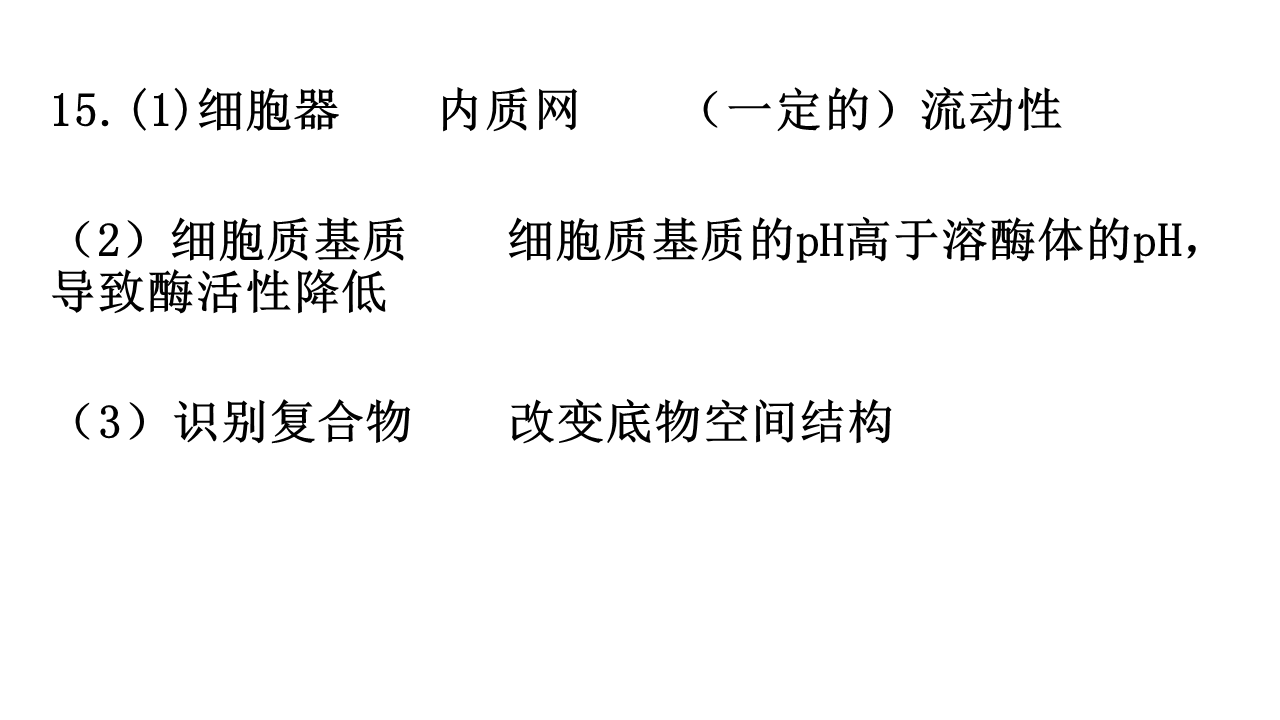 15.(1)细胞器 内质网 （一定的）流动性
（2）细胞质基质 细胞质基质的pH高于溶酶体的pH，
导致酶活性降低
（3）识别复合物 改变底物空间结构